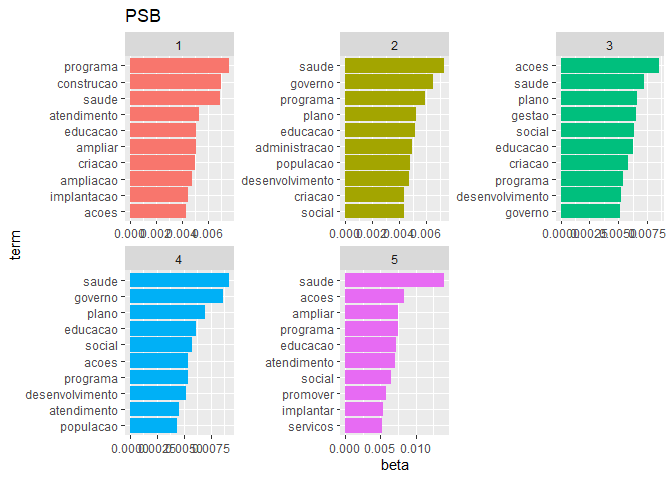 PSB
1
programa
construcao
saude
atendimento
educacao
ampliar
criacao
ampliacao
implantacao
acoes
0.000 0.002 0.004 0.006
2
saude
governo
programa
plano
educacao
administracao
populacao
desenvolvimento
criacao
social
0.000 0.002 0.004 0.006
3
acoes
saude
plano
gestao
social
educacao
criacao
programa
desenvolvimento
governo
0.0000 0.0025 0.0050 0.0075
term
4
saude
governo
plano
educacao
social
acoes
programa
desenvolvimento
atendimento
populacao
0.0000 0.0025 0.0050 0.0075
5
saude
acoes
ampliar
programa
educacao
atendimento
social
promover
implantar
servicos
0.000 0.005 0.010
beta